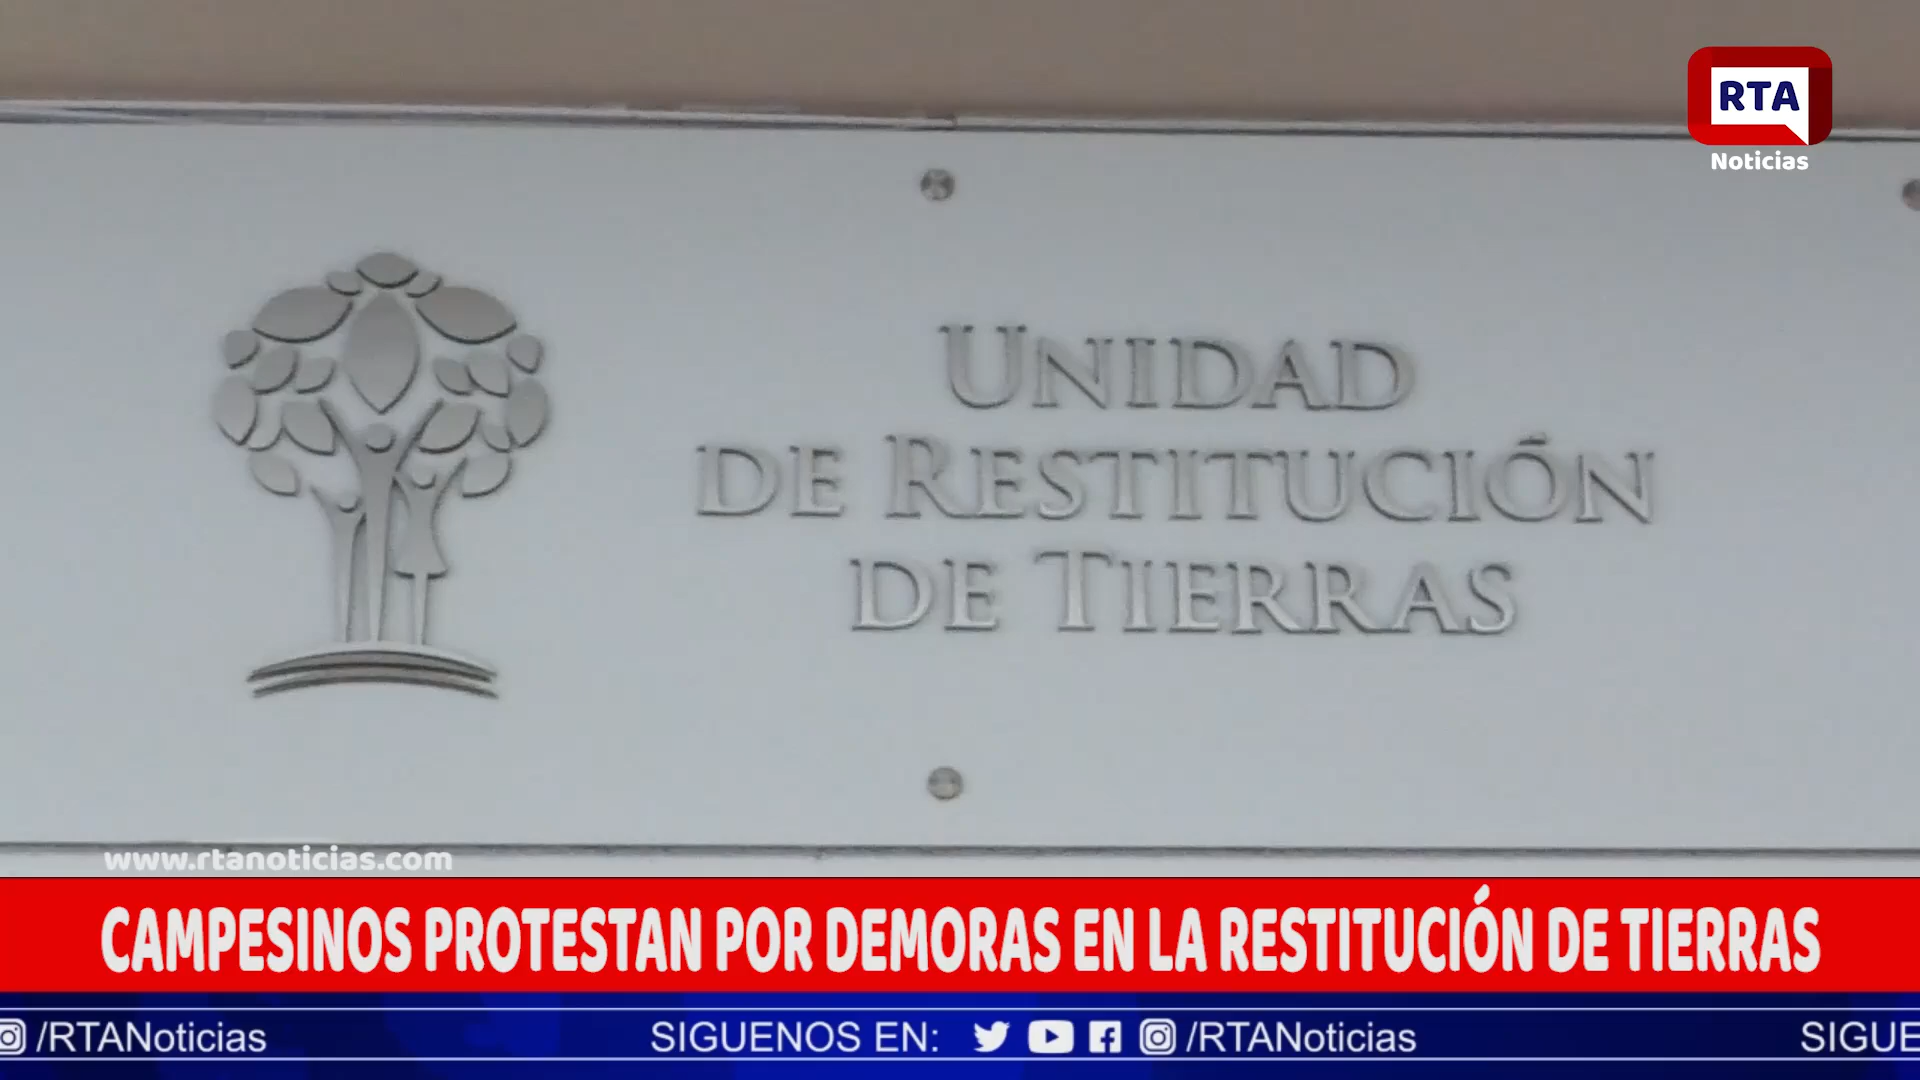 RTA
Noticias
UNIDAD
DE RESTITUCIÓN
DE TIERRAS
www.rtanoticias.com
CAMPESINOS PROTESTAN POR DEMORAS EN LA RESTITUCIÓN DE TIERRAS
/RTANoticias SIGUENOS EN: /RTANoticias SIGUE